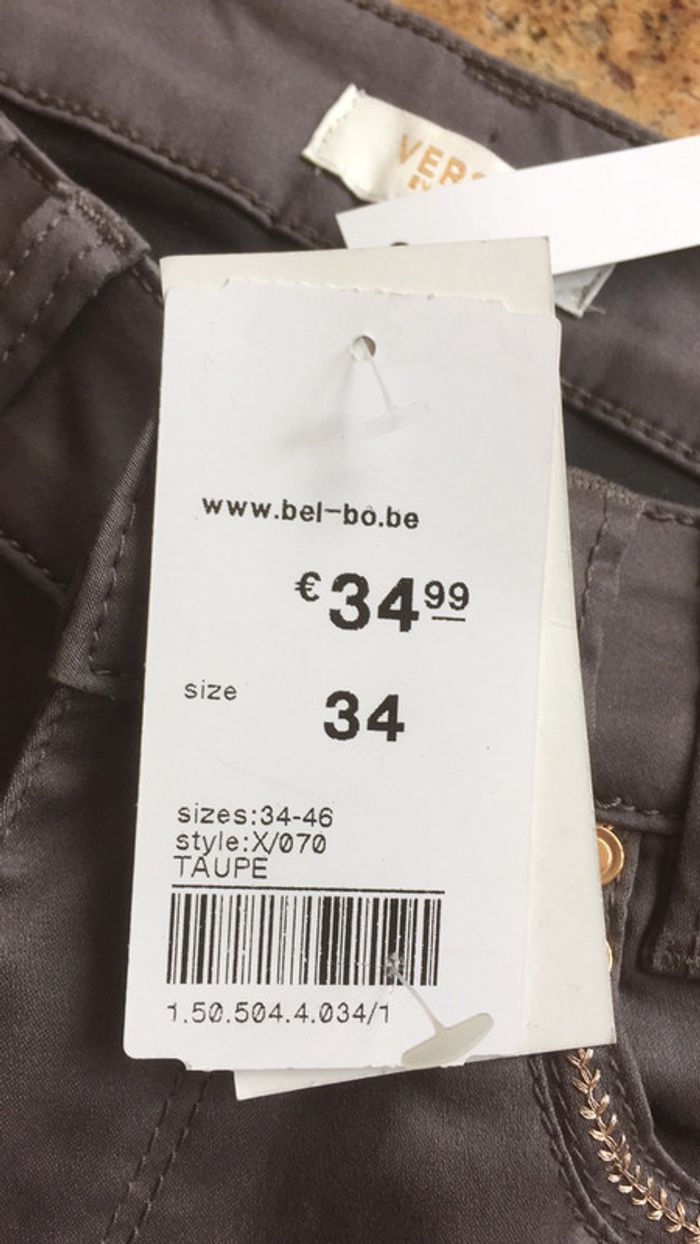 VER
www.bel-bo.be
€34 99
size 34
sizes:34-46
style:X/070
TAUPE
1.50.504.4.034/1